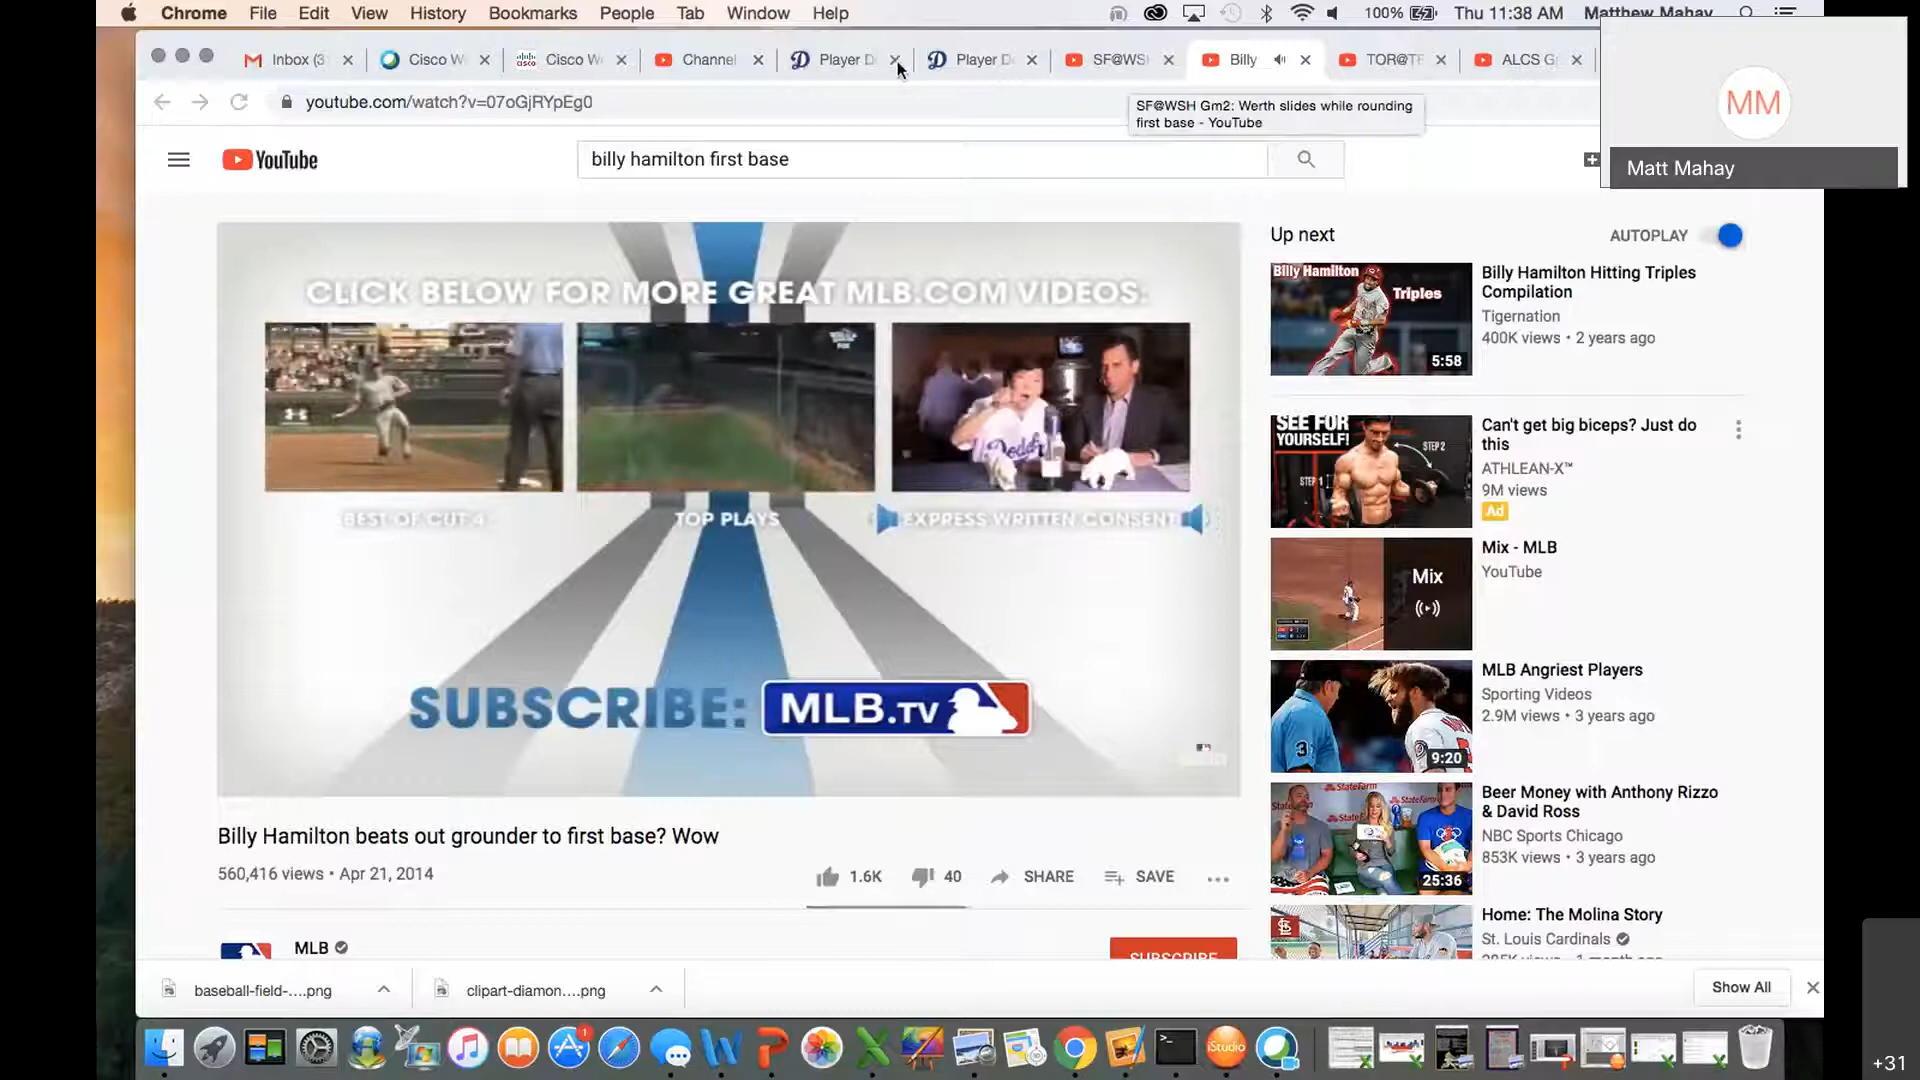 Chrome File Edit View History Bookmarks People Tab Window Help
100% Thu 11:38 AM Matthew Mahay
Inbox (3
Cisco W
Cisco W
Channel
Player D
Player D
SF@WS
Billy
TOR@T
ALCS G
youtube.com/watch?v=07oGjRYpEg0
SF@WSH Gm2: Werth slides while rounding
first base - YouTube
MM
Matt Mahay
YouTube
billy hamilton first base
CLICK BELOW FOR MORE GREAT MLB.COM VIDEOS
BEST OF CUT 4
TOP PLAYS
EXPRESS WRITTEN CONSENT
SUBSCRIBE: MLB.TV
Billy Hamilton beats out grounder to first base? Wow
560,416 views • Apr 21, 2014
1.6K
40
SHARE
SAVE
MLB
SUBSCRIBE
Up next
AUTOPLAY
Billy Hamilton
Triples
5:58
Billy Hamilton Hitting Triples
Compilation
Tigernation
400K views • 2 years ago
SEE FOR
YOURSELF!
STEP 1
STEP 2
Can't get big biceps? Just do
this
ATHLEAN-X™
9M views
Ad
Mix
Mix - MLB
YouTube
9:20
MLB Angriest Players
Sporting Videos
2.9M views • 3 years ago
25:36
Beer Money with Anthony Rizzo
& David Ross
NBC Sports Chicago
853K views • 3 years ago
Home: The Molina Story
St. Louis Cardinals
baseball-field-....png
clipart-diamon....png
Show All
iStudio
+31